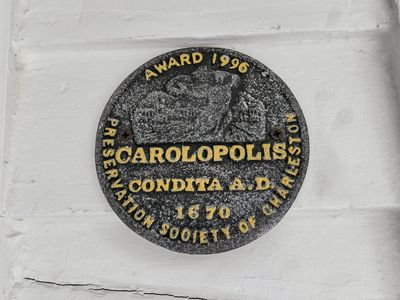 AWARD 1996
CAROLOPOLIS
CONDITA A.D.
1670
PRESERVATION SOCIETY OF CHARLESTON